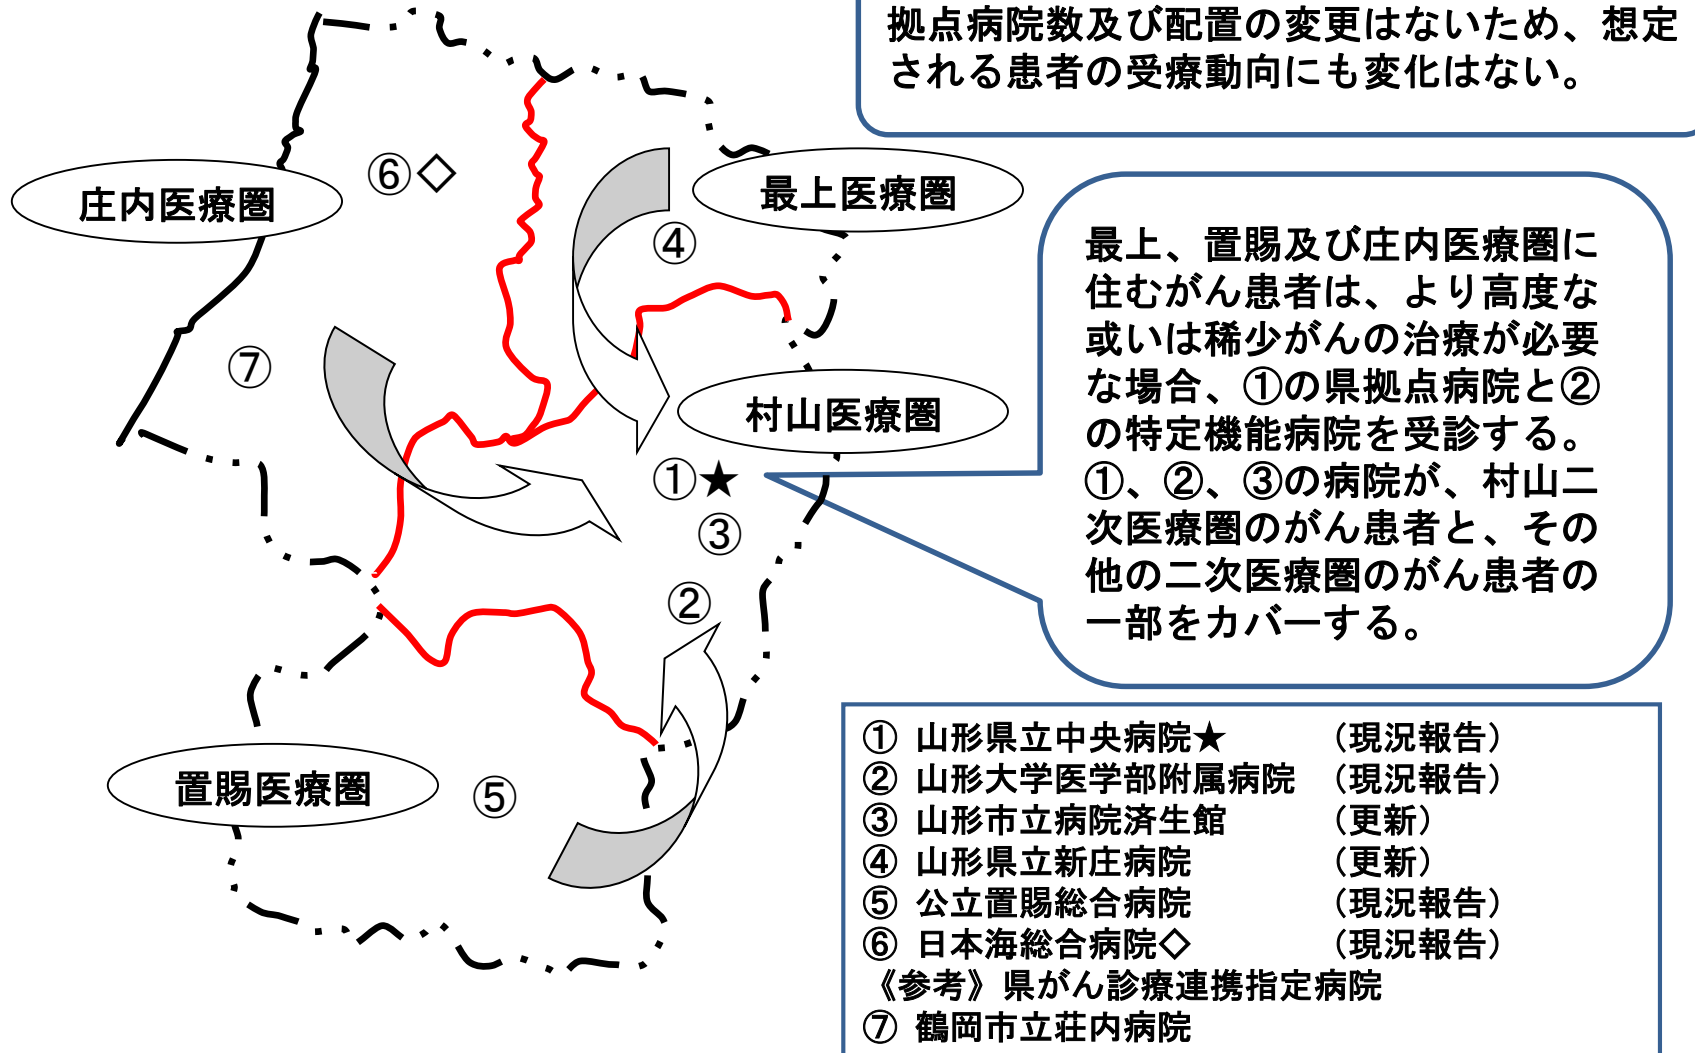 拠点病院数及び配置の変更はないため、想定
される患者の受療動向にも変化はない。
⑥◇
庄内医療圏
最上医療圏
④
⑦
村山医療圏
①★
③
②
置賜医療圏
⑤
最上、置賜及び庄内医療圏に
住むがん患者は、より高度な
或いは稀少がんの治療が必要
な場合、①の県拠点病院と②
の特定機能病院を受診する。
①、②、③の病院が、村山二
次医療圏のがん患者と、その
他の二次医療圏のがん患者の
一部をカバーする。
① 山形県立中央病院★ （現況報告）
② 山形大学医学部附属病院 （現況報告）
③ 山形市立病院済生館 （更新）
④ 山形県立新庄病院 （更新）
⑤ 公立置賜総合病院 （現況報告）
⑥ 日本海総合病院◇ （現況報告）
《参考》県がん診療連携指定病院
⑦ 鶴岡市立荘内病院